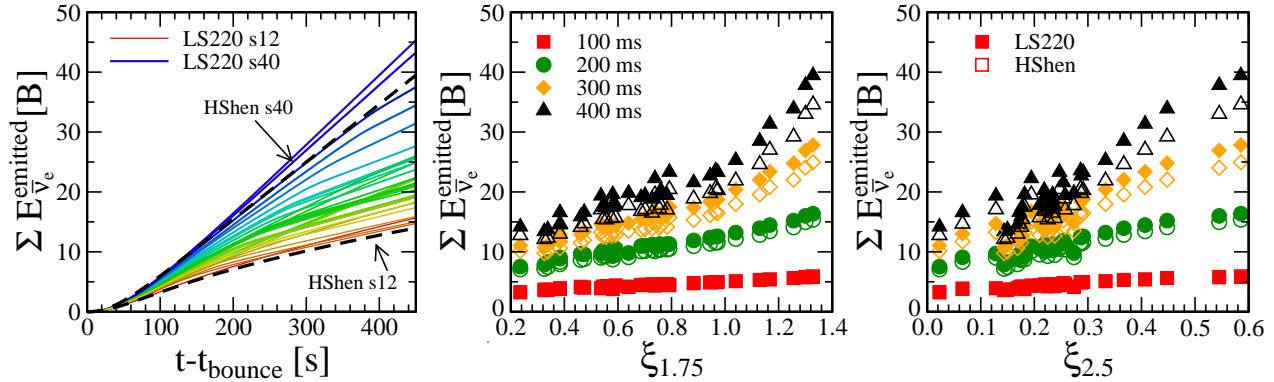 Σ E^emitted_ν̄e [B]
50
40
30
20
10
0
LS220 s12
LS220 s40
HShen s40
HShen s12
0 100 200 300 400
t-t_bounce [s]
Σ E^emitted_ν̄e [B]
50
40
30
20
10
0
100 ms
200 ms
300 ms
400 ms
0.2 0.4 0.6 0.8 1.0 1.2 1.4
ξ_1.75
Σ E^emitted_ν̄e [B]
50
40
30
20
10
0
LS220
HShen
0.0 0.1 0.2 0.3 0.4 0.5 0.6
ξ_2.5